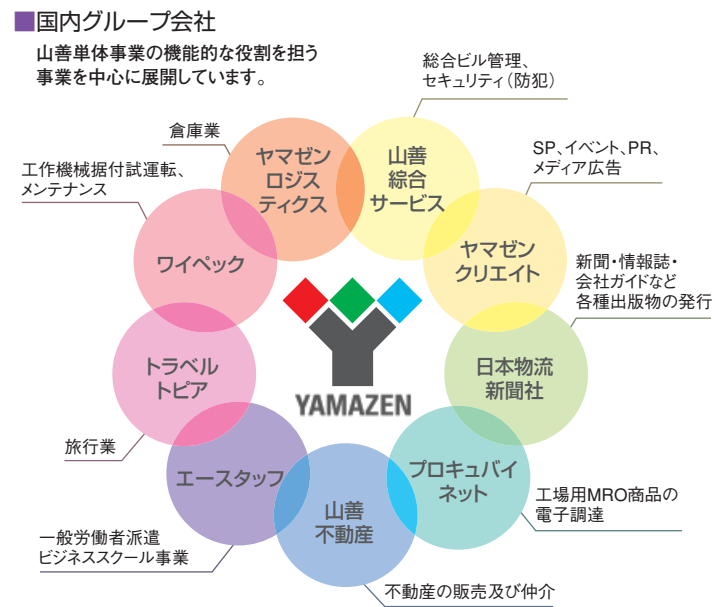 ■国内グループ会社
山善単体事業の機能的な役割を担う
事業を中心に展開しています。
総合ビル管理、
セキュリティ(防犯)
山善
綜合
サービス
SP、イベント、PR、
メディア広告
ヤマゼン
クリエイト
新聞・情報誌・
会社ガイドなど
各種出版物の発行
日本物流
新聞社
工場用MRO商品の
電子調達
プロキュバイ
ネット
不動産の販売及び仲介
山善
不動産
一般労働者派遣
ビジネススクール事業
エースタッフ
旅行業
トラベル
トピア
工作機械据付試運転、
メンテナンス
ワイペック
倉庫業
ヤマゼン
ロジス
ティクス
YAMAZEN